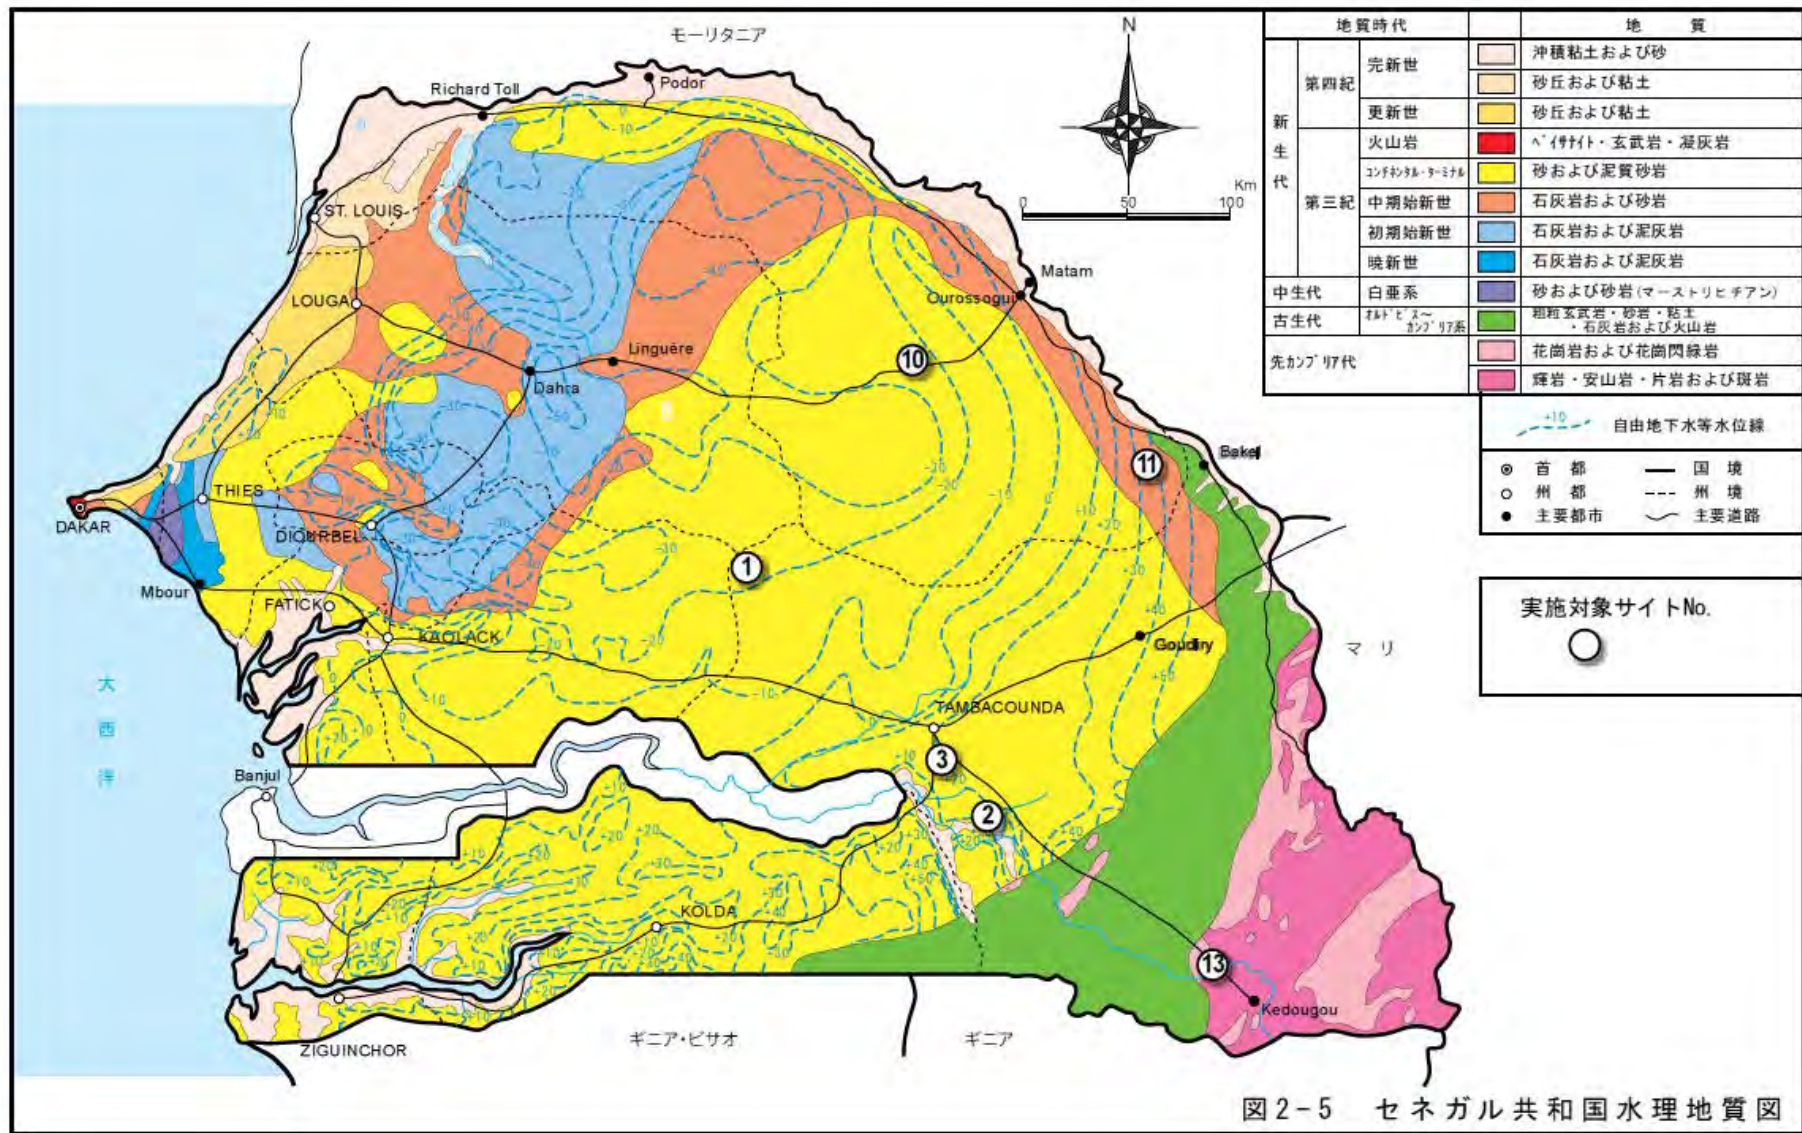 モーリタニア
N
Richard Toll
Podor
ST. LOUIS
LOUGA
Linguère
Dahra
Matam
Ourossogui
Km
0 50 100
THIES
DAKAR
DIOURBEL
Mbour
FATICK
KAOLACK
Bakel
Goudiry
TAMBACOUNDA
マリ
大西洋
Banjul
KOLDA
ZIGUINCHOR
Kedougou
ギニア・ビサオ
ギニア
1
2
3
10
11
13
地質時代 地質
新生代 第四紀 完新世 沖積粘土および砂
砂丘および粘土
更新世 砂丘および粘土
第三紀 火山岩 ベイサナイト・玄武岩・凝灰岩
コンチネンタル・ターミナル 砂および泥質砂岩
中期始新世 石灰岩および砂岩
初期始新世 石灰岩および泥灰岩
暁新世 石灰岩および泥灰岩
中生代 白亜系 砂および砂岩(マーストリヒチアン)
古生代 オルドビス～カンブリア系 粗粒玄武岩・砂岩・粘土
・石灰岩および火山岩
先カンブリア代 花崗岩および花崗閃緑岩
輝岩・安山岩・片岩および斑岩
+10 自由地下水等水位線
首都 国境
州都 州境
主要都市 主要道路
実施対象サイトNo.
図2-5 セネガル共和国水理地質図